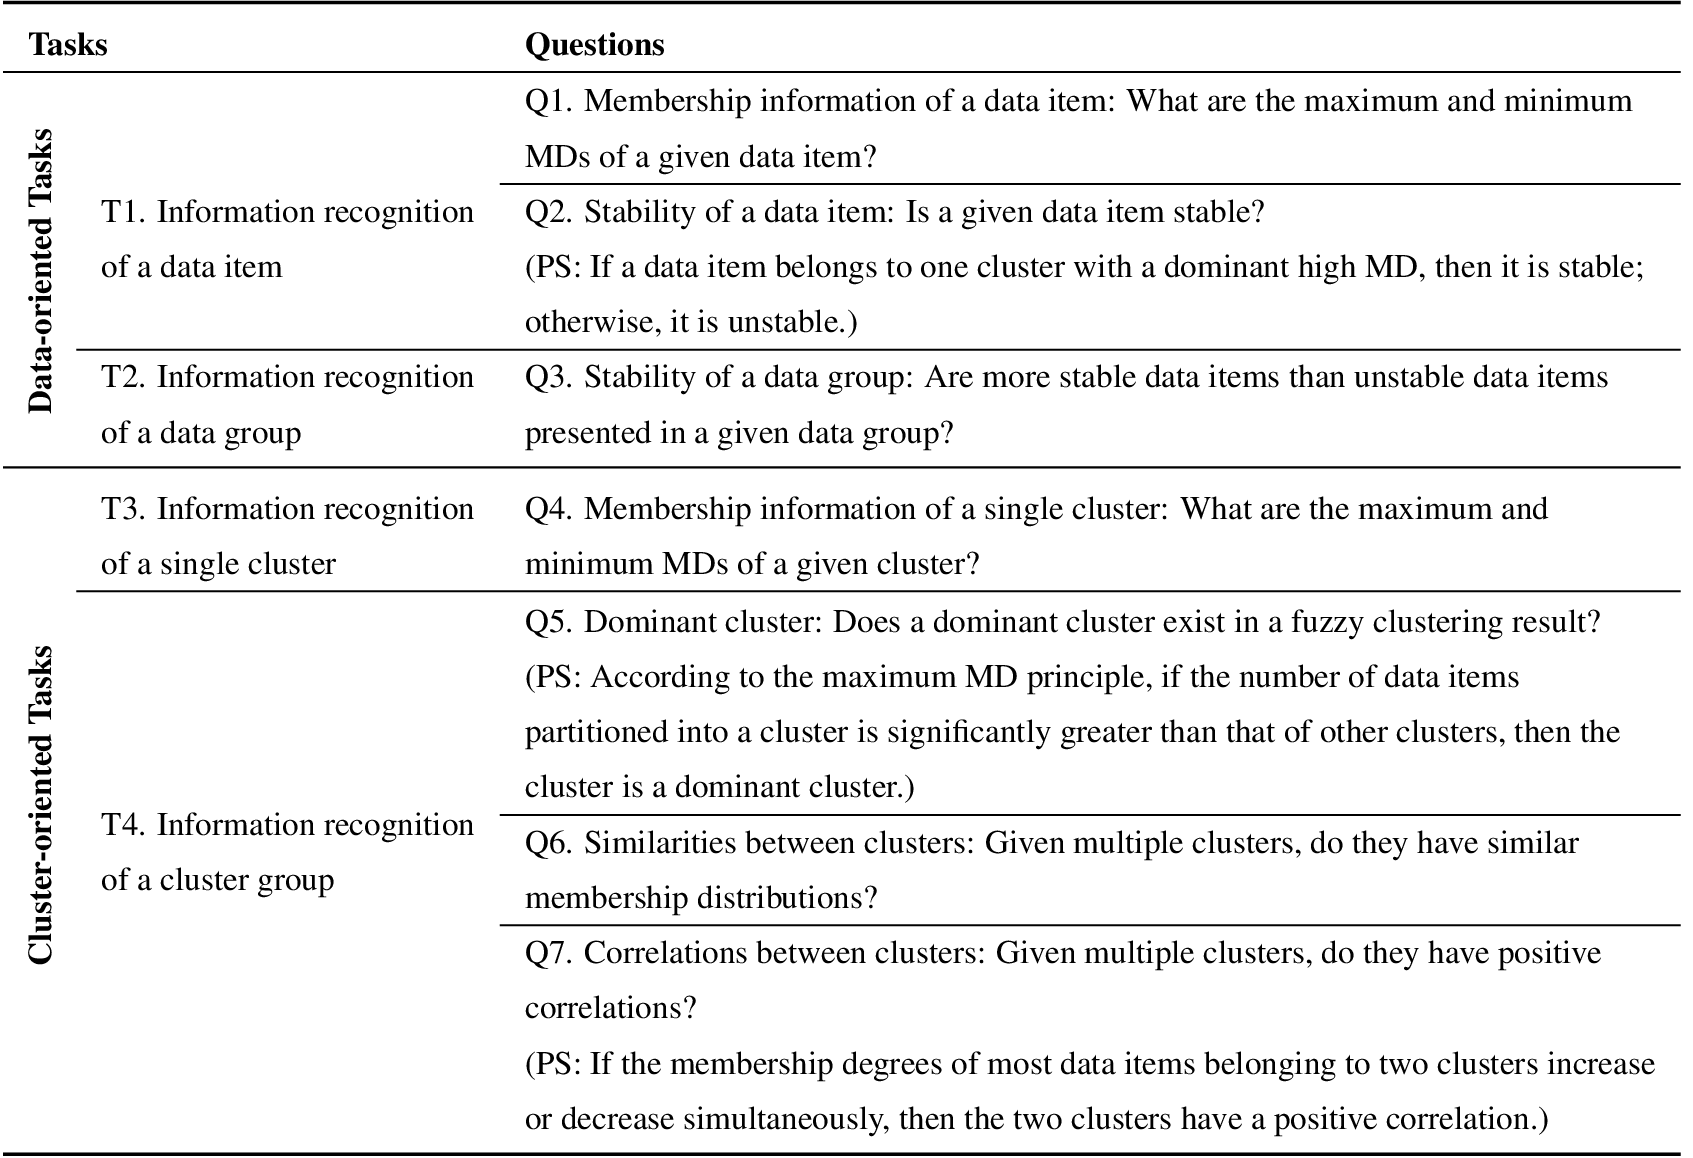 Tasks Questions
Data-oriented Tasks
T1. Information recognition
of a data item
Q1. Membership information of a data item: What are the maximum and minimum
MDs of a given data item?
Q2. Stability of a data item: Is a given data item stable?
(PS: If a data item belongs to one cluster with a dominant high MD, then it is stable;
otherwise, it is unstable.)
T2. Information recognition
of a data group
Q3. Stability of a data group: Are more stable data items than unstable data items
presented in a given data group?
Cluster-oriented Tasks
T3. Information recognition
of a single cluster
Q4. Membership information of a single cluster: What are the maximum and
minimum MDs of a given cluster?
T4. Information recognition
of a cluster group
Q5. Dominant cluster: Does a dominant cluster exist in a fuzzy clustering result?
(PS: According to the maximum MD principle, if the number of data items
partitioned into a cluster is significantly greater than that of other clusters, then the
cluster is a dominant cluster.)
Q6. Similarities between clusters: Given multiple clusters, do they have similar
membership distributions?
Q7. Correlations between clusters: Given multiple clusters, do they have positive
correlations?
(PS: If the membership degrees of most data items belonging to two clusters increase
or decrease simultaneously, then the two clusters have a positive correlation.)